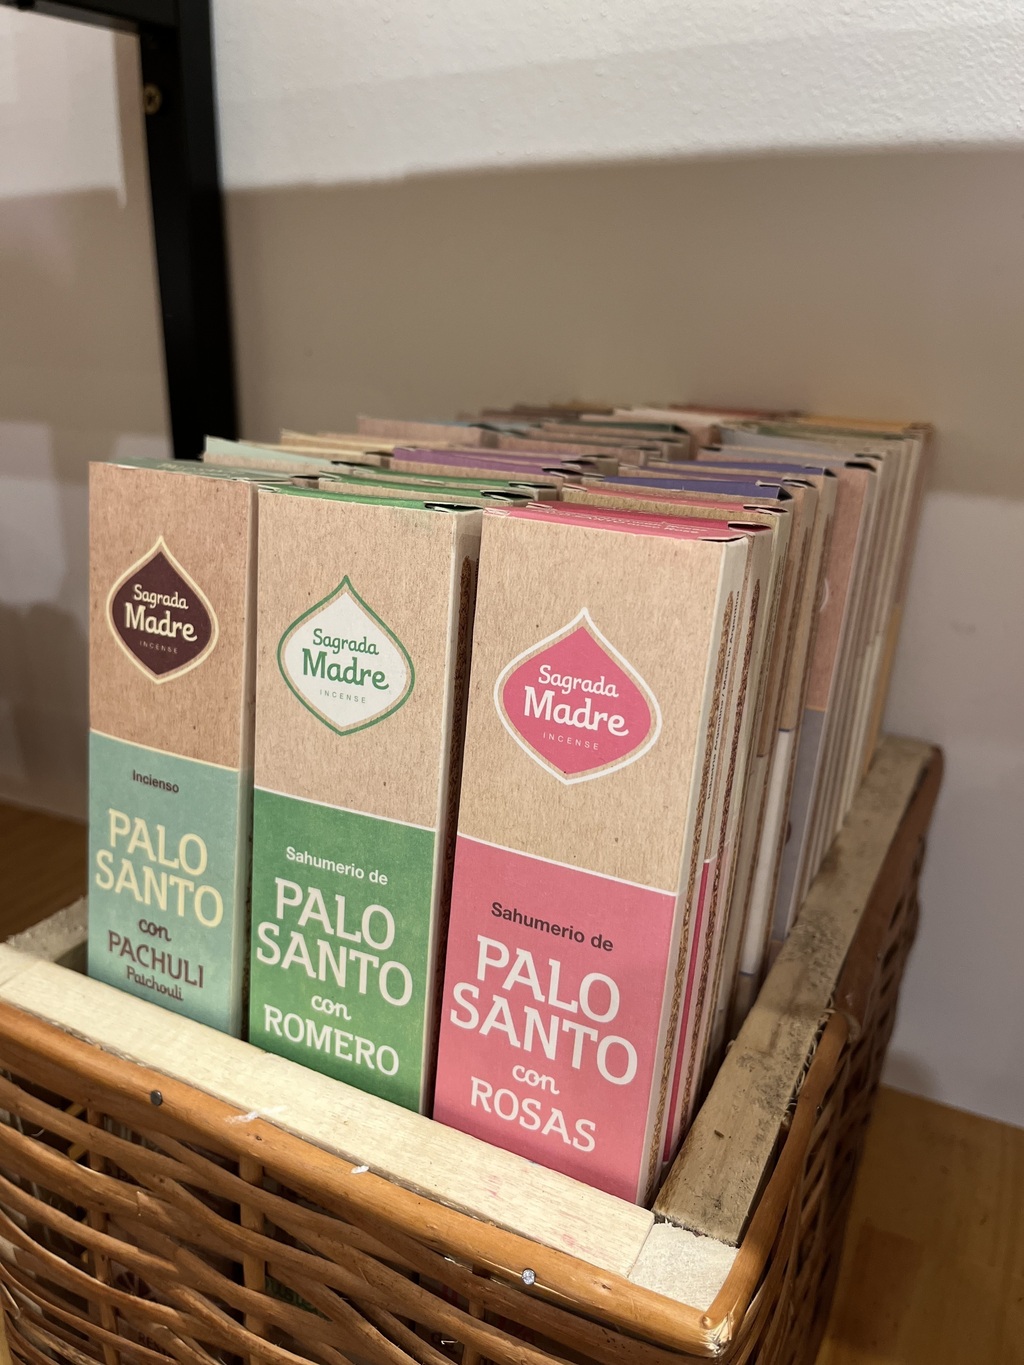 Sagrada
Madre
INCENSE
Incienso
PALO
SANTO
con
PACHULI
Patchouli
Sagrada
Madre
INCENSE
Sahumerio de
PALO
SANTO
con
ROMERO
Sagrada
Madre
INCENSE
Sahumerio de
PALO
SANTO
con
ROSAS